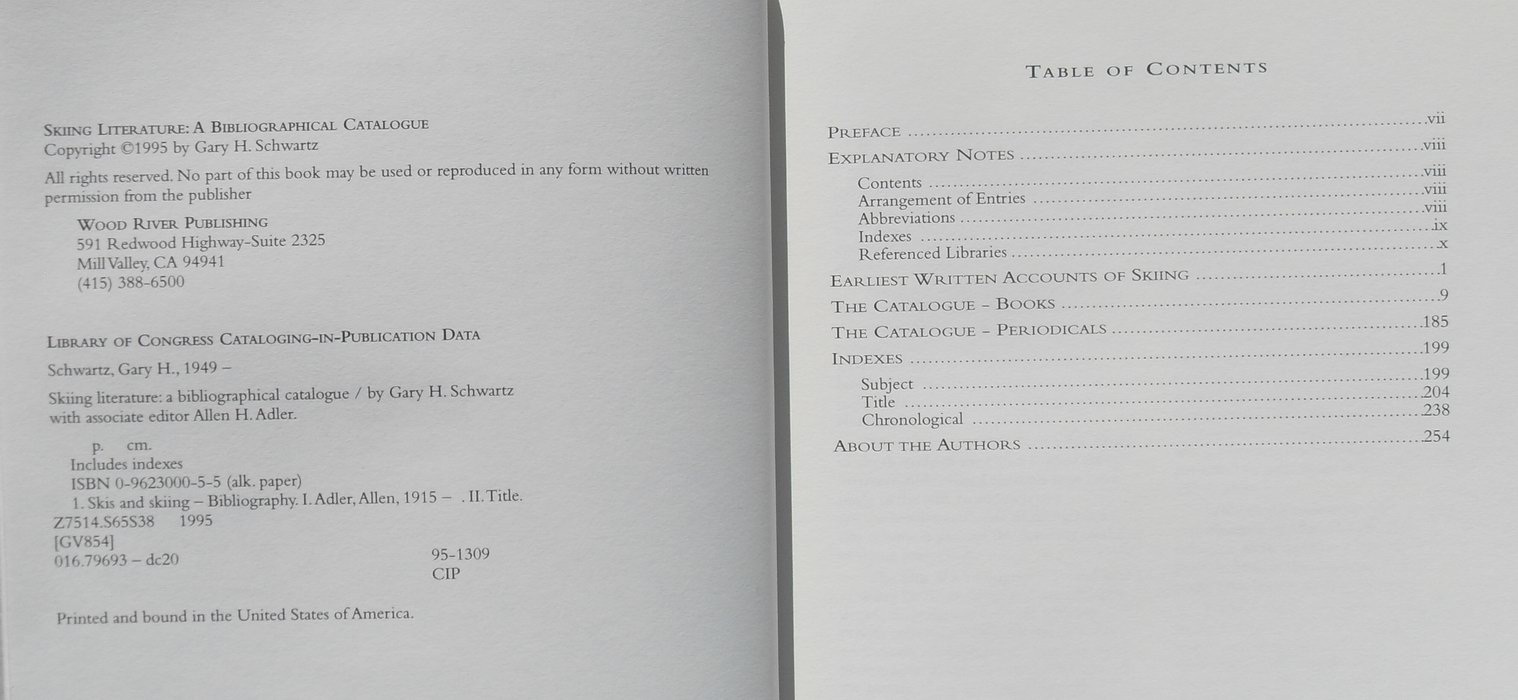 SKIING LITERATURE: A BIBLIOGRAPHICAL CATALOGUE
Copyright ©1995 by Gary H. Schwartz
All rights reserved. No part of this book may be used or reproduced in any form without written
permission from the publisher
WOOD RIVER PUBLISHING
591 Redwood Highway-Suite 2325
Mill Valley, CA 94941
(415) 388-6500
LIBRARY OF CONGRESS CATALOGING-IN-PUBLICATION DATA
Schwartz, Gary H., 1949 –
Skiing literature: a bibliographical catalogue / by Gary H. Schwartz
with associate editor Allen H. Adler.
p. cm.
Includes indexes
ISBN 0-9623000-5-5 (alk. paper)
1. Skis and skiing – Bibliography. I. Adler, Allen, 1915 – . II. Title.
Z7514.S65S38 1995
[GV854]
016.79693 – dc20 95-1309
CIP
Printed and bound in the United States of America.
TABLE OF CONTENTS
PREFACE ..... vii
EXPLANATORY NOTES ..... viii
Contents ..... viii
Arrangement of Entries ..... viii
Abbreviations ..... viii
Indexes ..... ix
Referenced Libraries ..... x
EARLIEST WRITTEN ACCOUNTS OF SKIING ..... 1
THE CATALOGUE – BOOKS ..... 9
THE CATALOGUE – PERIODICALS ..... 185
INDEXES ..... 199
Subject ..... 199
Title ..... 204
Chronological ..... 238
ABOUT THE AUTHORS ..... 254